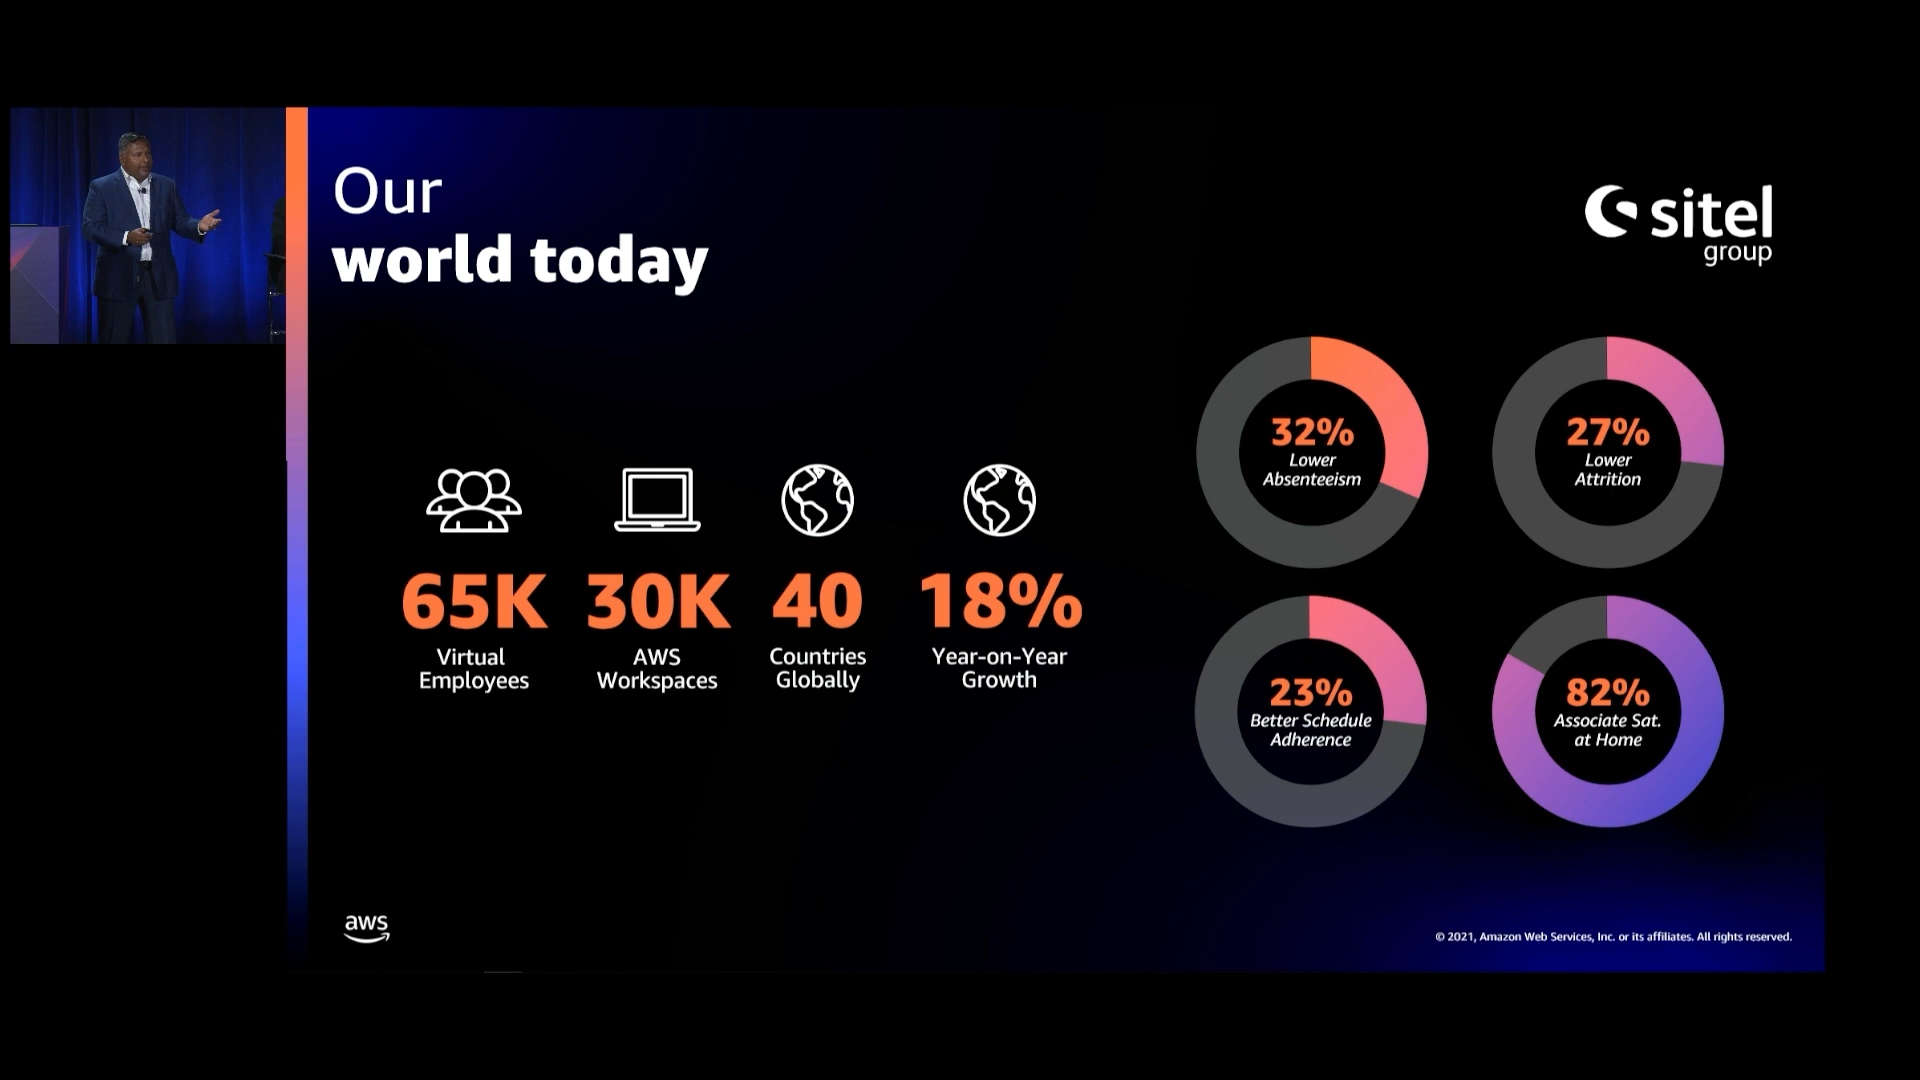 Our
world today
sitel
group
65K
Virtual
Employees
30K
AWS
Workspaces
40
Countries
Globally
18%
Year-on-Year
Growth
32%
Lower
Absenteeism
27%
Lower
Attrition
23%
Better Schedule
Adherence
82%
Associate Sat.
at Home
aws
© 2021, Amazon Web Services, Inc. or its affiliates. All rights reserved.